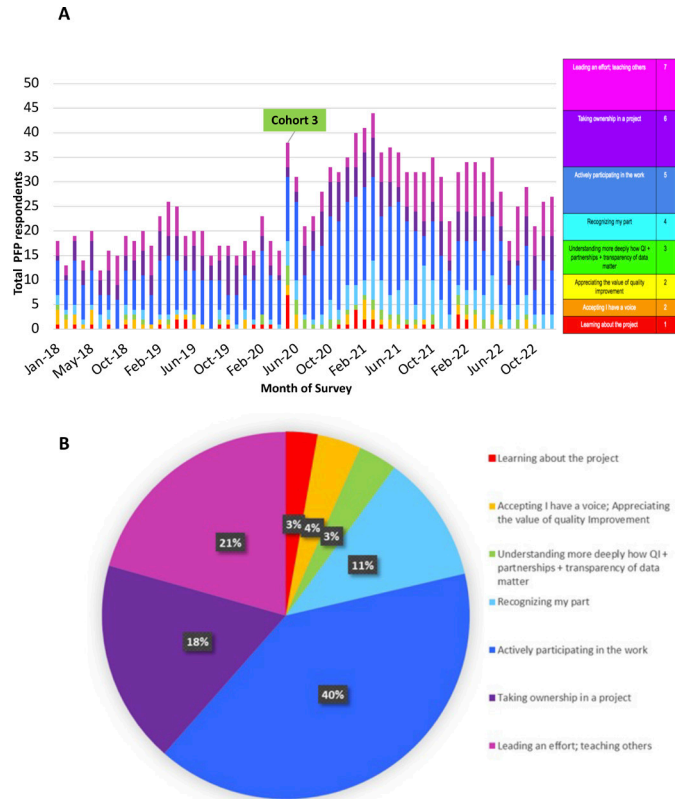 A
50
45
40
35
30
25
20
15
10
5
0
Total PFP respondents
Cohort 3
Jan-18
May-18
Oct-18
Feb-19
Jun-19
Oct-19
Feb-20
Jun-20
Oct-20
Feb-21
Jun-21
Oct-21
Feb-22
Jun-22
Oct-22
Month of Survey
Leading an effort; teaching others 7
Taking ownership in a project 6
Actively participating in the work 5
Recognizing my part 4
Understanding more deeply how QI +
partnerships + transparency of data
matter
3
Appreciating the value of quality
improvement
2
Accepting I have a voice 2
Learning about the project 1
B
3%
4%
3%
11%
40%
18%
21%
Learning about the project
Accepting I have a voice; Appreciating
the value of quality Improvement
Understanding more deeply how QI +
partnerships + transparency of data
matter
Recognizing my part
Actively participating in the work
Taking ownership in a project
Leading an effort; teaching others